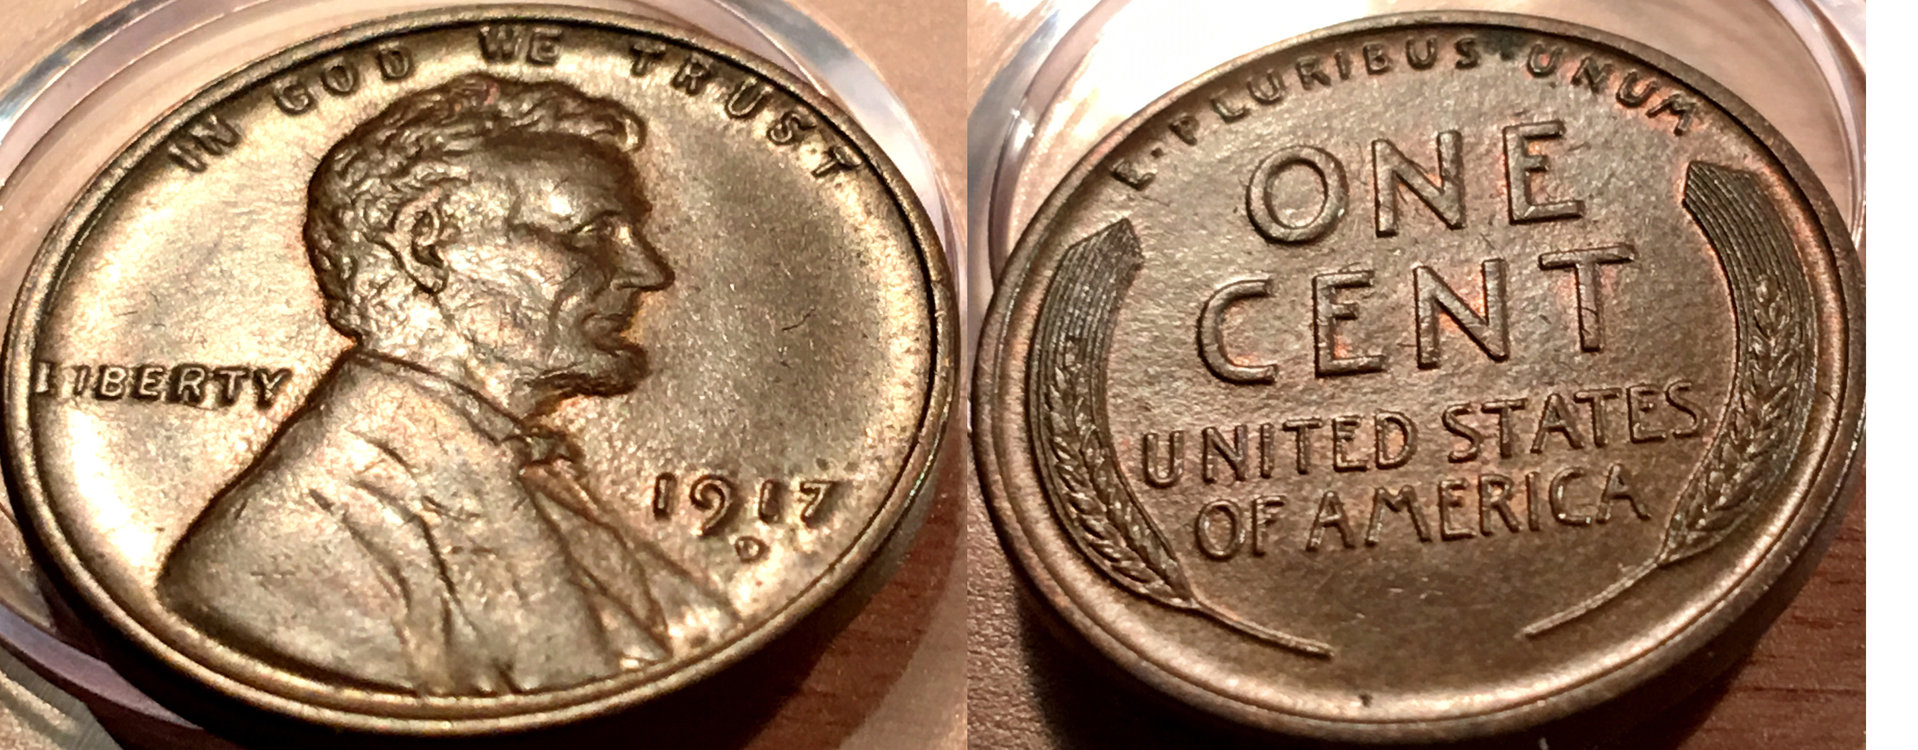 IN GOD WE TRUST
LIBERTY
1917
D
E·PLURIBUS·UNUM
ONE
CENT
UNITED STATES
OF AMERICA